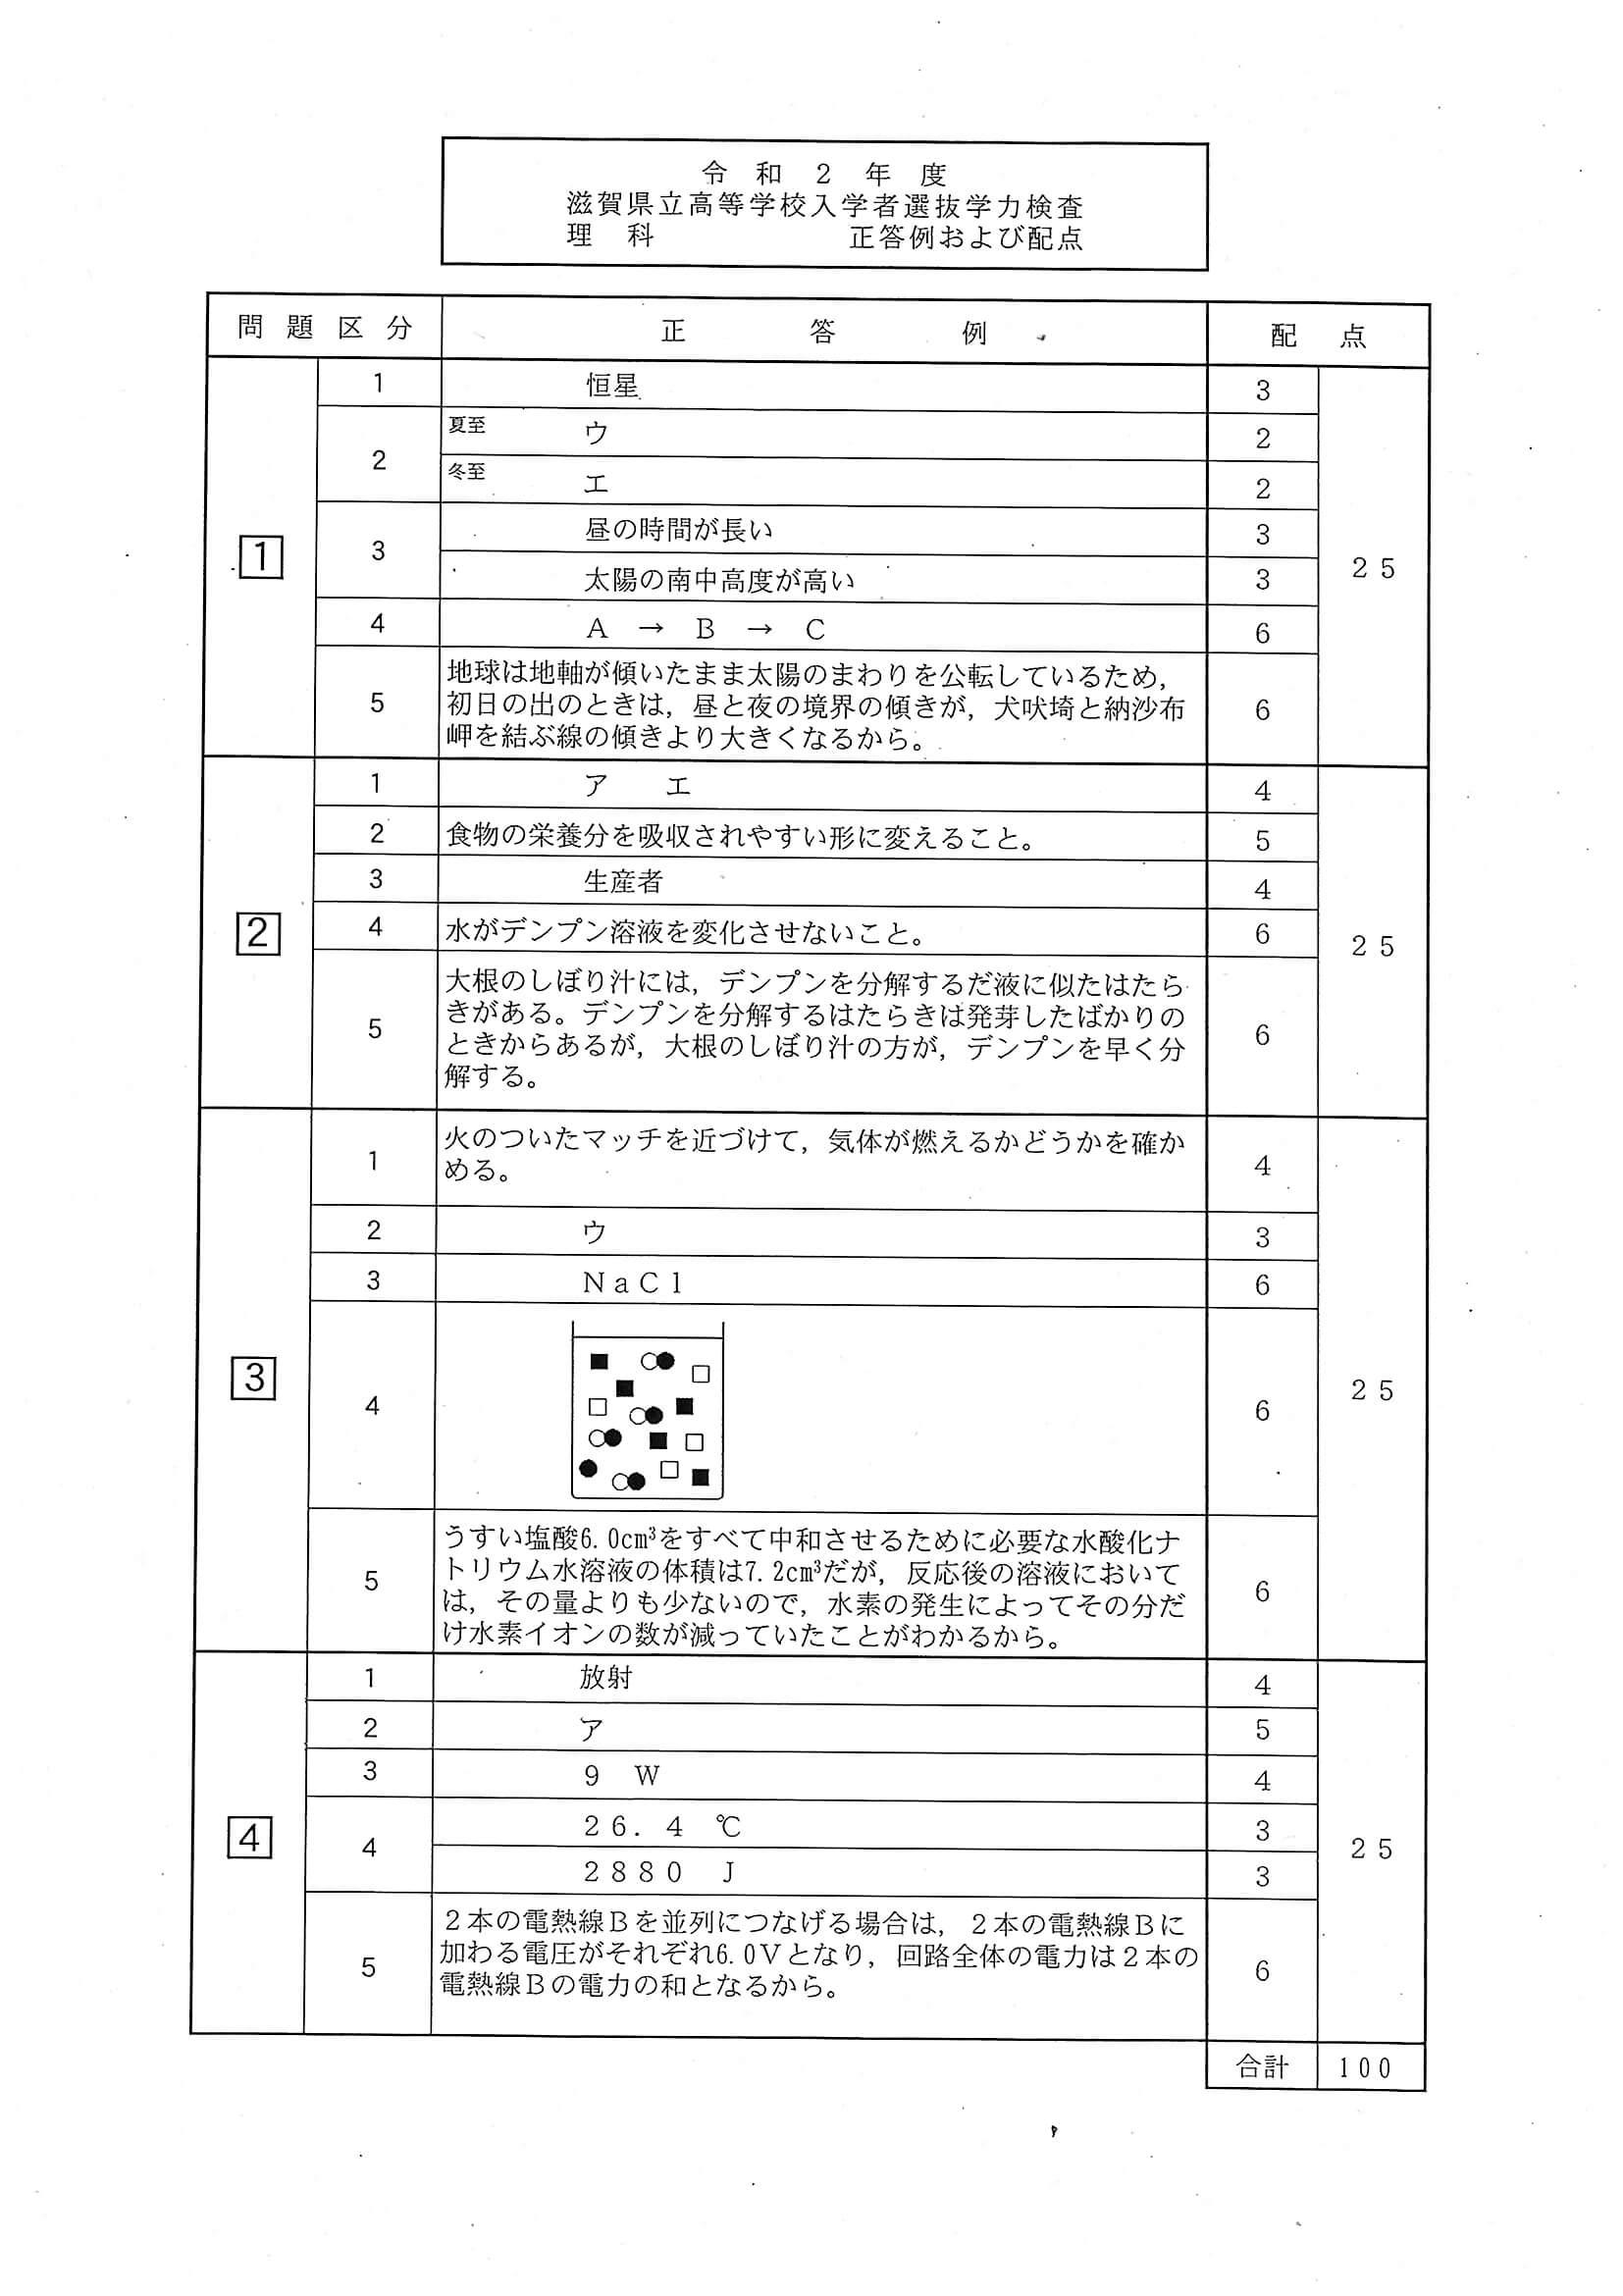 令和2年度
滋賀県立高等学校入学者選抜学力検査
理科 正答例および配点
問題区分 正答例 配点
1 1 恒星 3 25
2 夏至 ウ 2
冬至 エ 2
3 昼の時間が長い 3
太陽の南中高度が高い 3
4 A → B → C 6
5 地球は地軸が傾いたまま太陽のまわりを公転しているため,
初日の出のときは,昼と夜の境界の傾きが,犬吠埼と納沙布
岬を結ぶ線の傾きより大きくなるから。 6
2 1 ア エ 4 25
2 食物の栄養分を吸収されやすい形に変えること。 5
3 生産者 4
4 水がデンプン溶液を変化させないこと。 6
5 大根のしぼり汁には,デンプンを分解するだ液に似たはたら
きがある。デンプンを分解するはたらきは発芽したばかりの
ときからあるが,大根のしぼり汁の方が,デンプンを早く分
解する。 6
3 1 火のついたマッチを近づけて,気体が燃えるかどうかを確か
める。 4 25
2 ウ 3
3 NaCl 6
4 6
5 うすい塩酸6.0cm³をすべて中和させるために必要な水酸化ナ
トリウム水溶液の体積は7.2cm³だが,反応後の溶液において
は,その量よりも少ないので,水素の発生によってその分だ
け水素イオンの数が減っていたことがわかるから。 6
4 1 放射 4 25
2 ア 5
3 9 W 4
4 26.4 ℃ 3
2880 J 3
5 2本の電熱線Bを並列につなげる場合は,2本の電熱線Bに
加わる電圧がそれぞれ6.0Vとなり,回路全体の電力は2本の
電熱線Bの電力の和となるから。 6
合計 100